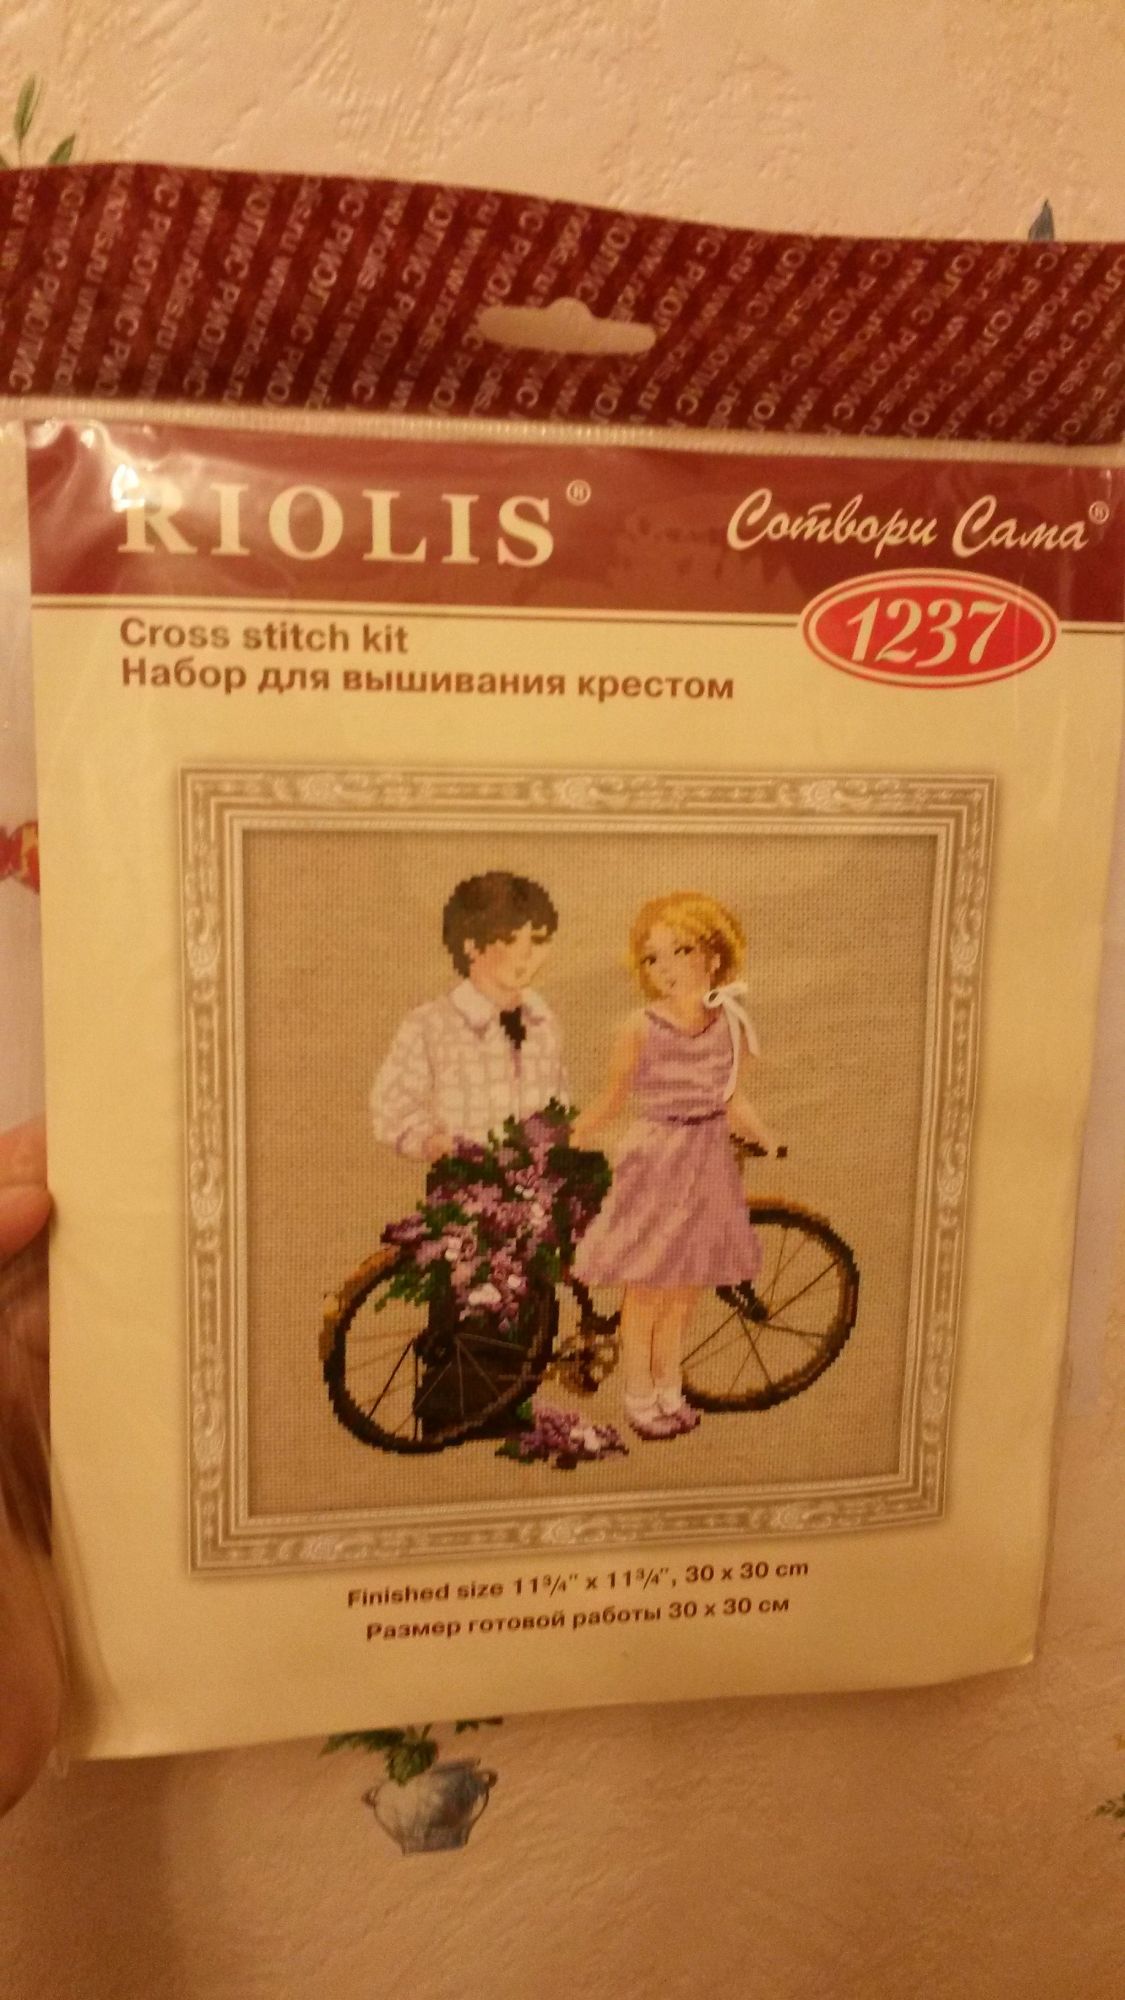 RIOLIS®
Сотвори Сама®
1237
Cross stitch kit
Набор для вышивания крестом
Finished size 11¾" x 11¾", 30 x 30 cm
Размер готовой работы 30 x 30 см